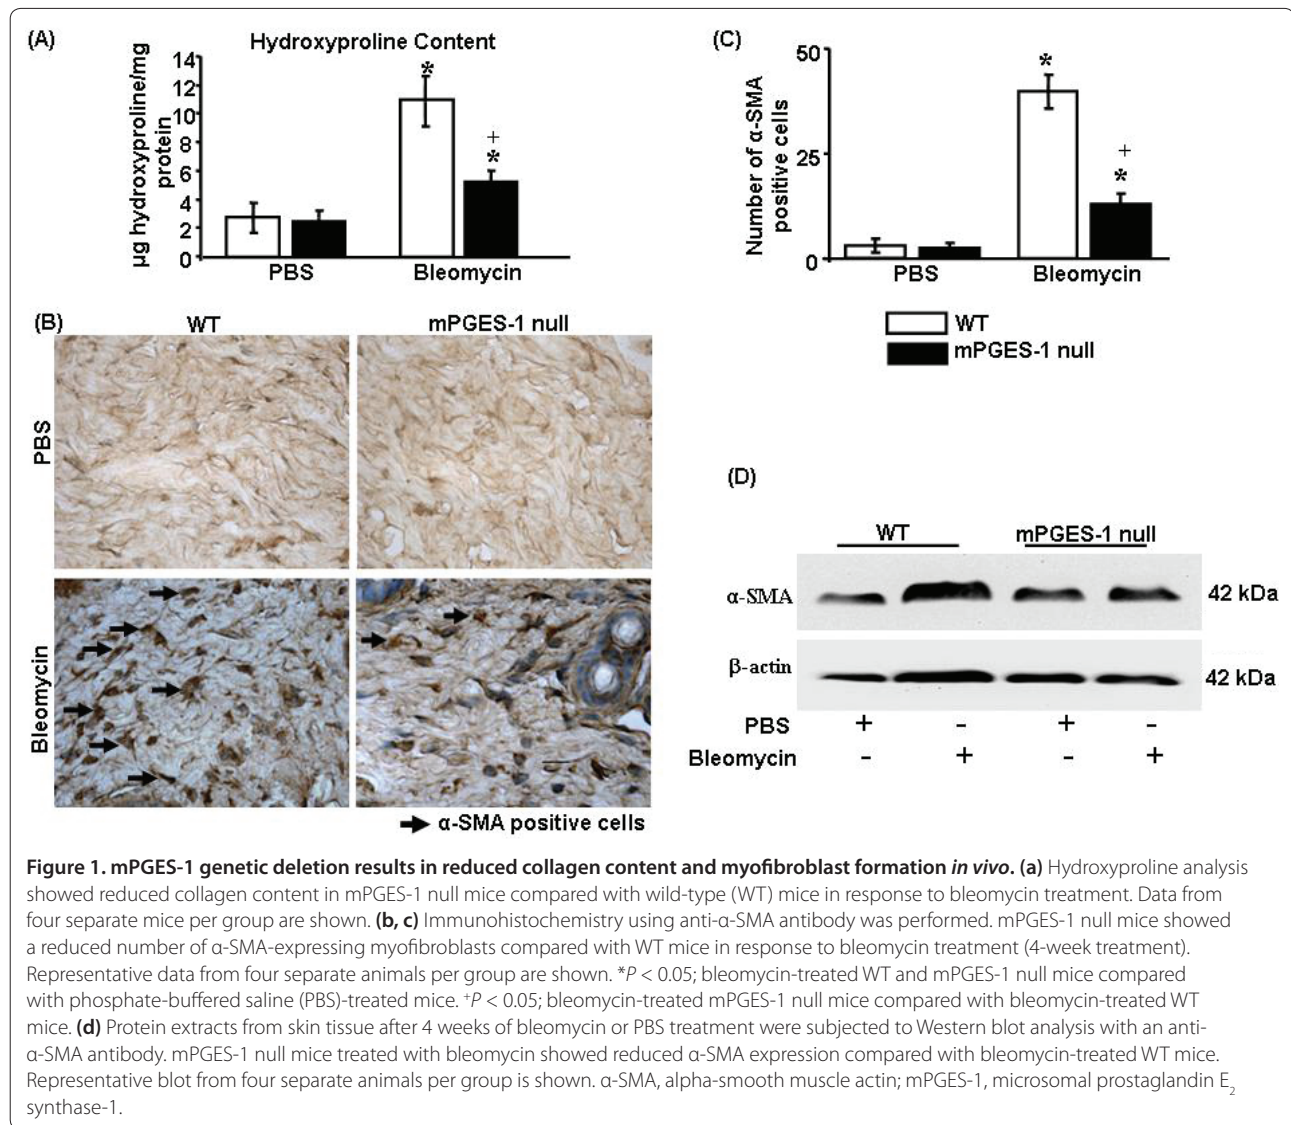 (A)
Hydroxyproline Content
µg hydroxyproline/mg
protein
14
12
10
8
6
4
2
0
*
+
*
PBS
Bleomycin
(C)
Number of α-SMA
positive cells
50
25
0
*
+
*
PBS
Bleomycin
WT
mPGES-1 null
(B)
WT
mPGES-1 null
PBS
Bleomycin
α-SMA positive cells
(D)
WT
mPGES-1 null
α-SMA
42 kDa
β-actin
42 kDa
PBS + - + -
Bleomycin - + - +
Figure 1. mPGES-1 genetic deletion results in reduced collagen content and myofibroblast formation in vivo. (a) Hydroxyproline analysis
showed reduced collagen content in mPGES-1 null mice compared with wild-type (WT) mice in response to bleomycin treatment. Data from
four separate mice per group are shown. (b, c) Immunohistochemistry using anti-α-SMA antibody was performed. mPGES-1 null mice showed
a reduced number of α-SMA-expressing myofibroblasts compared with WT mice in response to bleomycin treatment (4-week treatment).
Representative data from four separate animals per group are shown. *P < 0.05; bleomycin-treated WT and mPGES-1 null mice compared
with phosphate-buffered saline (PBS)-treated mice. +P < 0.05; bleomycin-treated mPGES-1 null mice compared with bleomycin-treated WT
mice. (d) Protein extracts from skin tissue after 4 weeks of bleomycin or PBS treatment were subjected to Western blot analysis with an anti-
α-SMA antibody. mPGES-1 null mice treated with bleomycin showed reduced α-SMA expression compared with bleomycin-treated WT mice.
Representative blot from four separate animals per group is shown. α-SMA, alpha-smooth muscle actin; mPGES-1, microsomal prostaglandin E2
synthase-1.